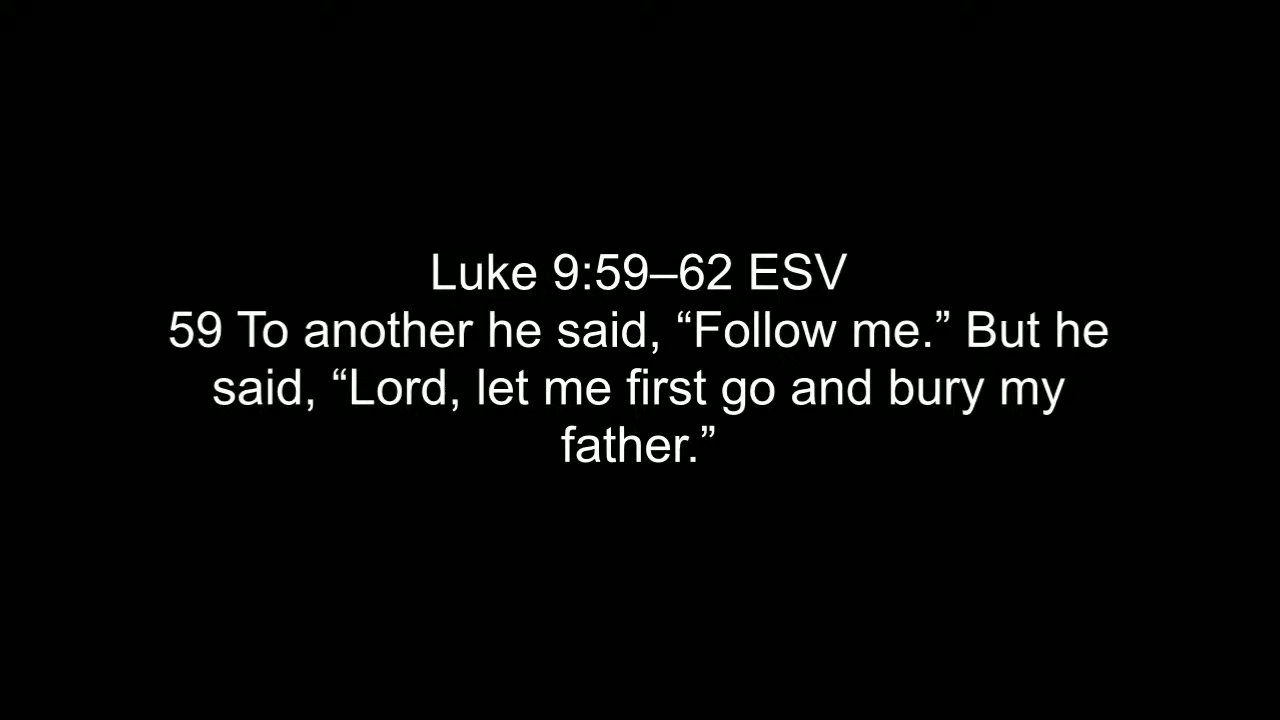 Luke 9:59–62 ESV
59 To another he said, “Follow me.” But he
said, “Lord, let me first go and bury my
father.”